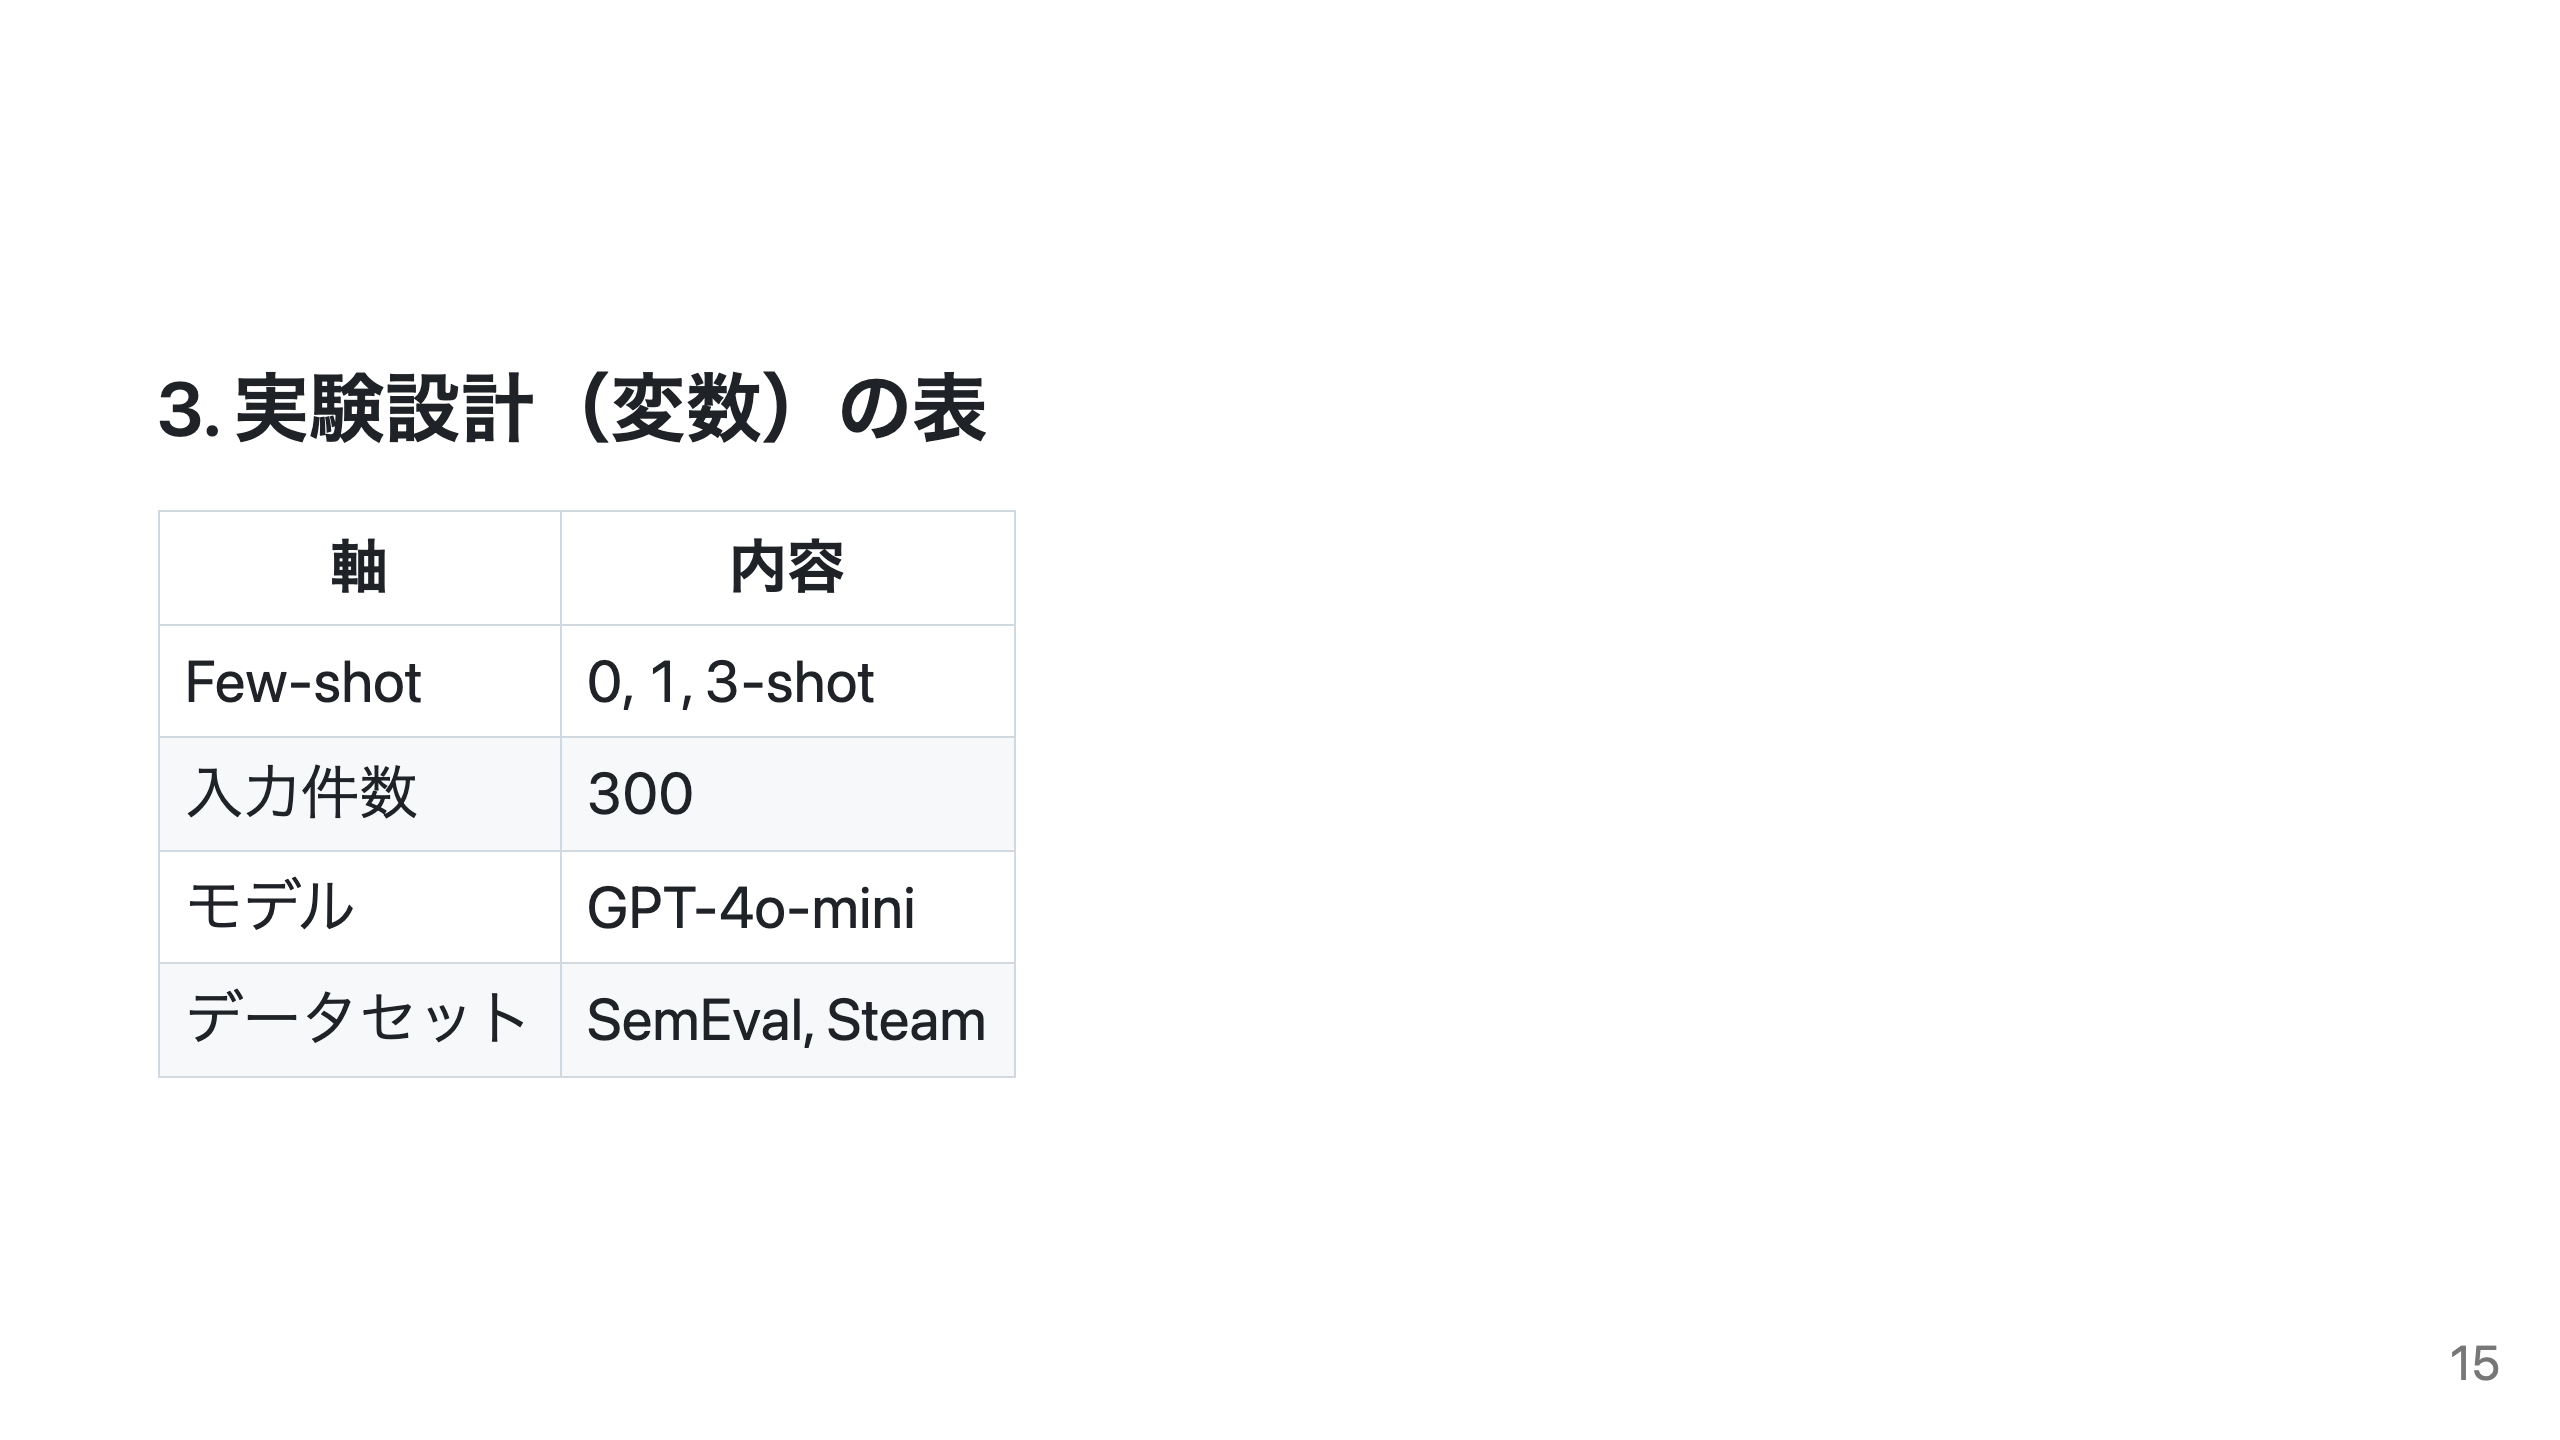 3. 実験設計（変数）の表
軸 内容
Few-shot 0, 1, 3-shot
入力件数 300
モデル GPT-4o-mini
データセット SemEval, Steam
15